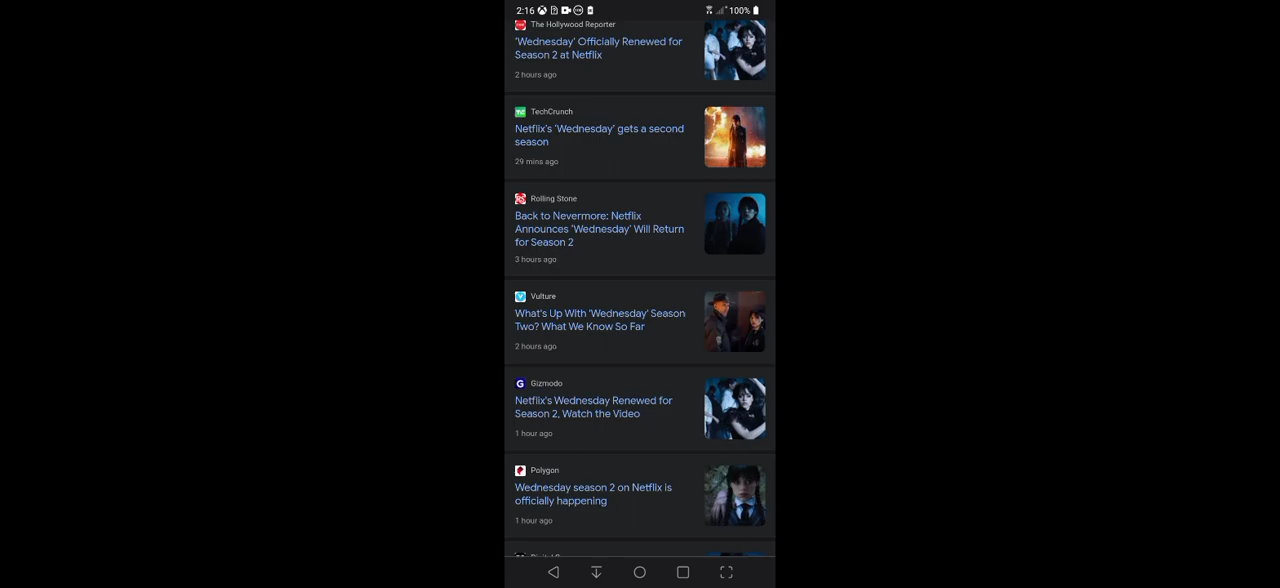 2:16 100%
The Hollywood Reporter
'Wednesday' Officially Renewed for
Season 2 at Netflix
2 hours ago
TechCrunch
Netflix's 'Wednesday' gets a second
season
29 mins ago
Rolling Stone
Back to Nevermore: Netflix
Announces 'Wednesday' Will Return
for Season 2
3 hours ago
Vulture
What's Up With 'Wednesday' Season
Two? What We Know So Far
2 hours ago
G Gizmodo
Netflix's Wednesday Renewed for
Season 2, Watch the Video
1 hour ago
Polygon
Wednesday season 2 on Netflix is
officially happening
1 hour ago